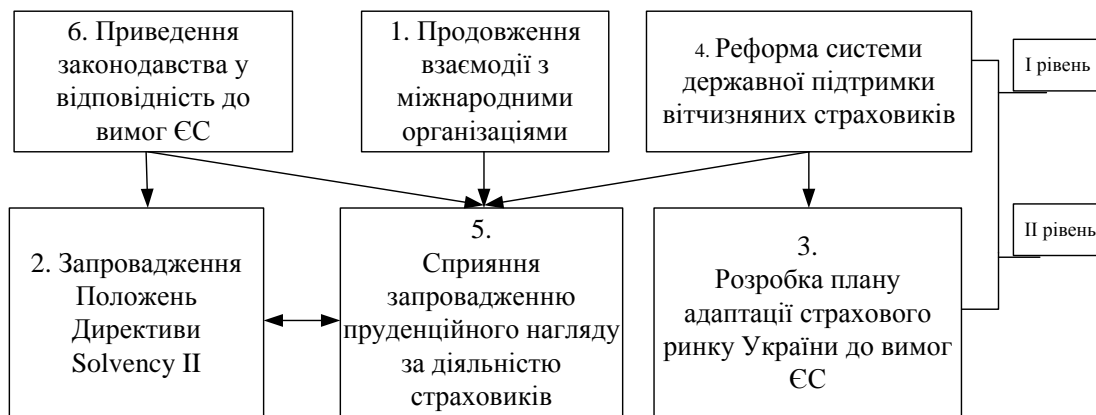 6. Приведення
законодавства у
відповідність до
вимог ЄС
1. Продовження
взаємодії з
міжнародними
організаціями
4. Реформа системи
державної підтримки
вітчизняних страховиків
І рівень
2. Запровадження
Положень
Директиви
Solvency II
5.
Сприяння
запровадженню
пруденційного нагляду
за діяльністю
страховиків
3.
Розробка плану
адаптації страхового
ринку України до вимог
ЄС
ІІ рівень